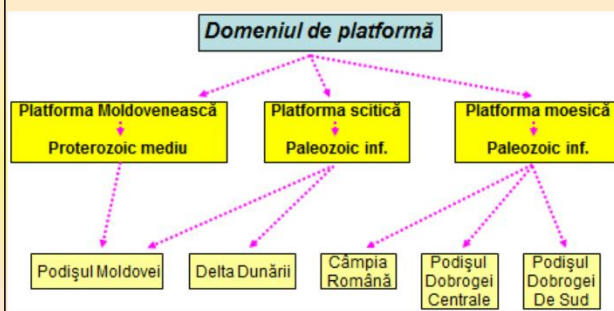 Domeniul de platformă
Platforma Moldovenească
Proterozoic mediu
Platforma scitică
Paleozoic inf.
Platforma moesică
Paleozoic inf.
Podişul Moldovei
Delta Dunării
Câmpia
Română
Podişul
Dobrogei
Centrale
Podişul
Dobrogei
De Sud